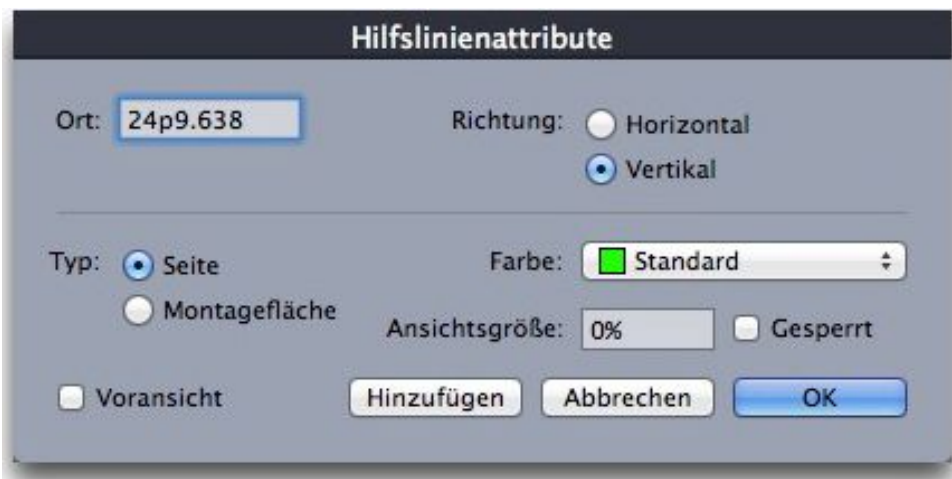 Hilfslinienattribute
Ort: 24p9.638
Richtung: Horizontal
Vertikal
Typ: Seite
Montagefläche
Farbe: Standard
Ansichtsgröße: 0% Gesperrt
Voransicht Hinzufügen Abbrechen OK